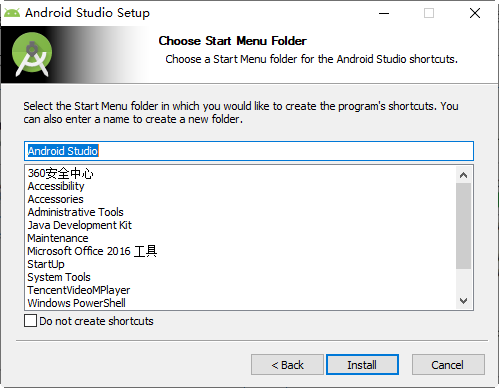 Android Studio Setup
Choose Start Menu Folder
Choose a Start Menu folder for the Android Studio shortcuts.
Select the Start Menu folder in which you would like to create the program's shortcuts. You
can also enter a name to create a new folder.
Android Studio
360安全中心
Accessibility
Accessories
Administrative Tools
Java Development Kit
Maintenance
Microsoft Office 2016 工具
StartUp
System Tools
TencentVideoMPlayer
Windows PowerShell
Do not create shortcuts
< Back
Install
Cancel